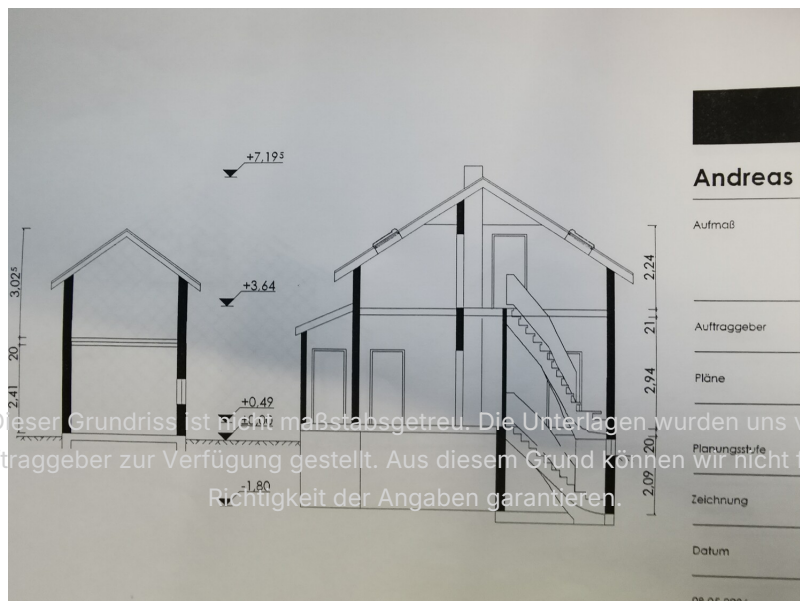 +7,19⁵
Andreas
Aufmaß
3,02⁵
+3,64
2,24
21
Auftraggeber
20
2,94
Pläne
2,41
+0,49
Dieser Grundriss ist nicht maßstabsgetreu. Die Unterlagen wurden uns v
Planungsstufe
20
traggeber zur Verfügung gestellt. Aus diesem Grund können wir nicht f
-1,80
Richtigkeit der Angaben garantieren.
2,09
Zeichnung
Datum